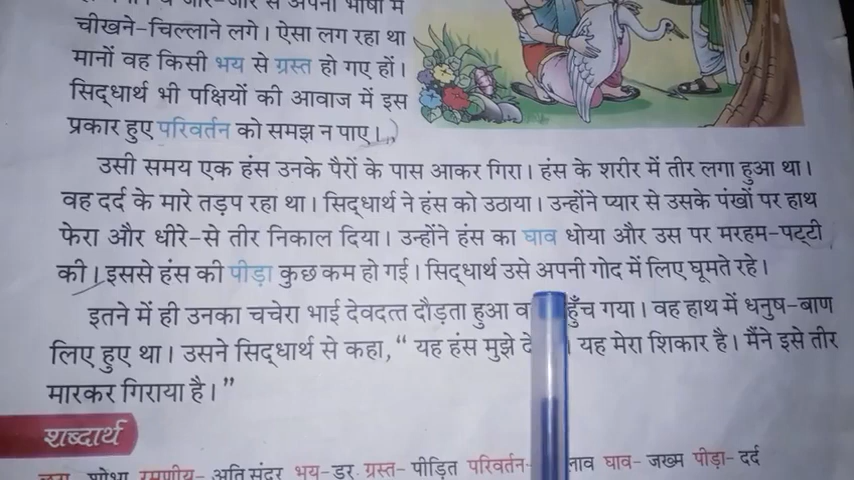 चीखने-चिल्लाने लगे। ऐसा लग रहा था
मानों वह किसी भय से ग्रस्त हो गए हों।
सिद्धार्थ भी पक्षियों की आवाज में इस
प्रकार हुए परिवर्तन को समझ न पाए।
उसी समय एक हंस उनके पैरों के पास आकर गिरा। हंस के शरीर में तीर लगा हुआ था।
वह दर्द के मारे तड़प रहा था। सिद्धार्थ ने हंस को उठाया। उन्होंने प्यार से उसके पंखों पर हाथ
फेरा और धीरे-से तीर निकाल दिया। उन्होंने हंस का घाव धोया और उस पर मरहम-पट्टी
की। इससे हंस की पीड़ा कुछ कम हो गई। सिद्धार्थ उसे अपनी गोद में लिए घूमते रहे।
इतने में ही उनका चचेरा भाई देवदत्त दौड़ता हुआ गया। वह हाथ में धनुष-बाण
लिए हुए था। उसने सिद्धार्थ से कहा, “ यह हंस मुझे यह मेरा शिकार है। मैंने इसे तीर
मारकर गिराया है।”
शब्दार्थ
रमणीय- अति सुंदर भय- डर ग्रस्त- पीड़ित परिवर्तन- घाव- जख्म पीड़ा- दर्द